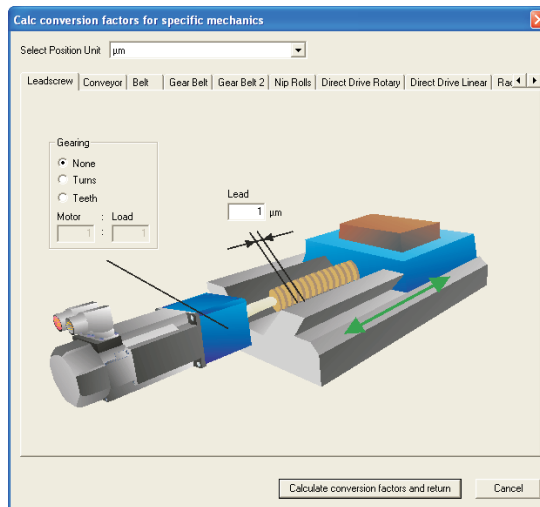 Calc conversion factors for specific mechanics
Select Position Unit µm
Leadscrew Conveyor Belt Gear Belt Gear Belt 2 Nip Rolls Direct Drive Rotary Direct Drive Linear
Gearing
None
Turns
Teeth
Motor : Load
1 : 1
Lead
1 µm
Calculate conversion factors and return Cancel